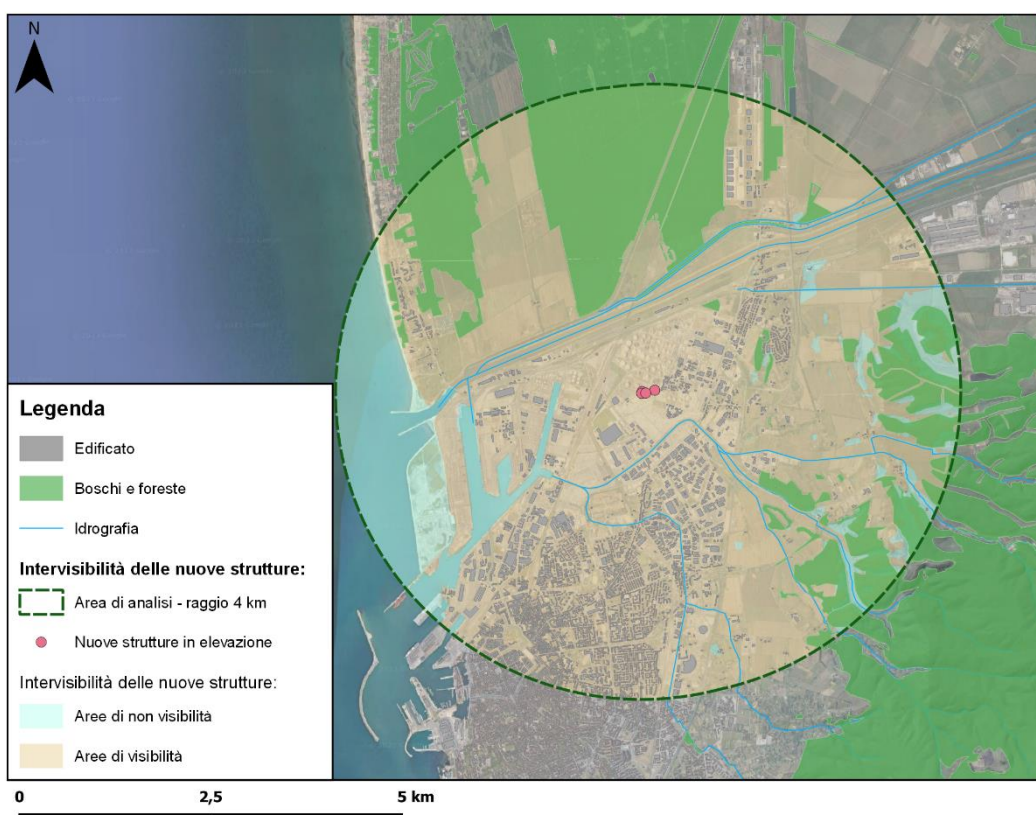 N
Legenda
Edificato
Boschi e foreste
Idrografia
Intervisibilità delle nuove strutture:
Area di analisi - raggio 4 km
Nuove strutture in elevazione
Intervisibilità delle nuove strutture:
Aree di non visibilità
Aree di visibilità
0 2,5 5 km